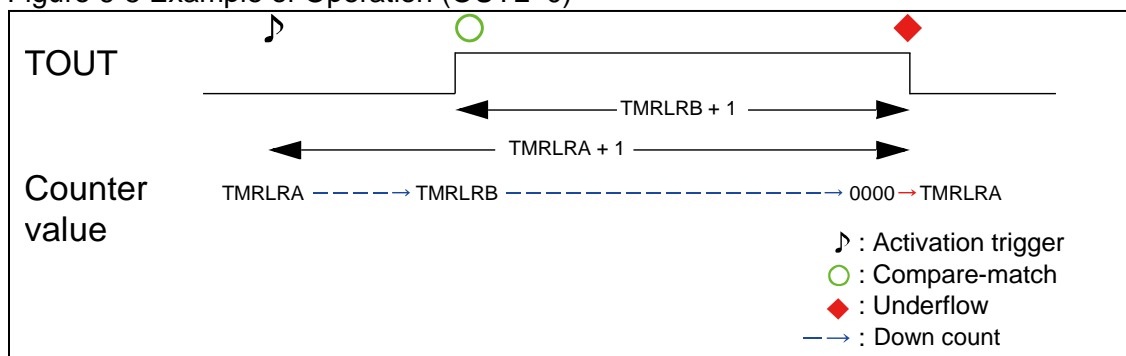 TOUT
TMRLRB + 1
TMRLRA + 1
Counter value
TMRLRA TMRLRB 0000 → TMRLRA
♪ : Activation trigger
○ : Compare-match
◆ : Underflow
－→ : Down count